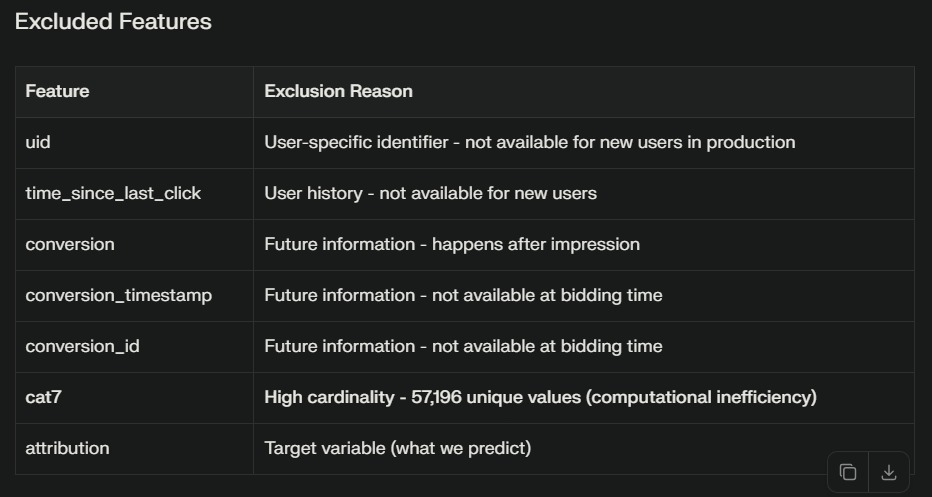 Excluded Features
Feature Exclusion Reason
uid User-specific identifier - not available for new users in production
time_since_last_click User history - not available for new users
conversion Future information - happens after impression
conversion_timestamp Future information - not available at bidding time
conversion_id Future information - not available at bidding time
cat7 High cardinality - 57,196 unique values (computational inefficiency)
attribution Target variable (what we predict)